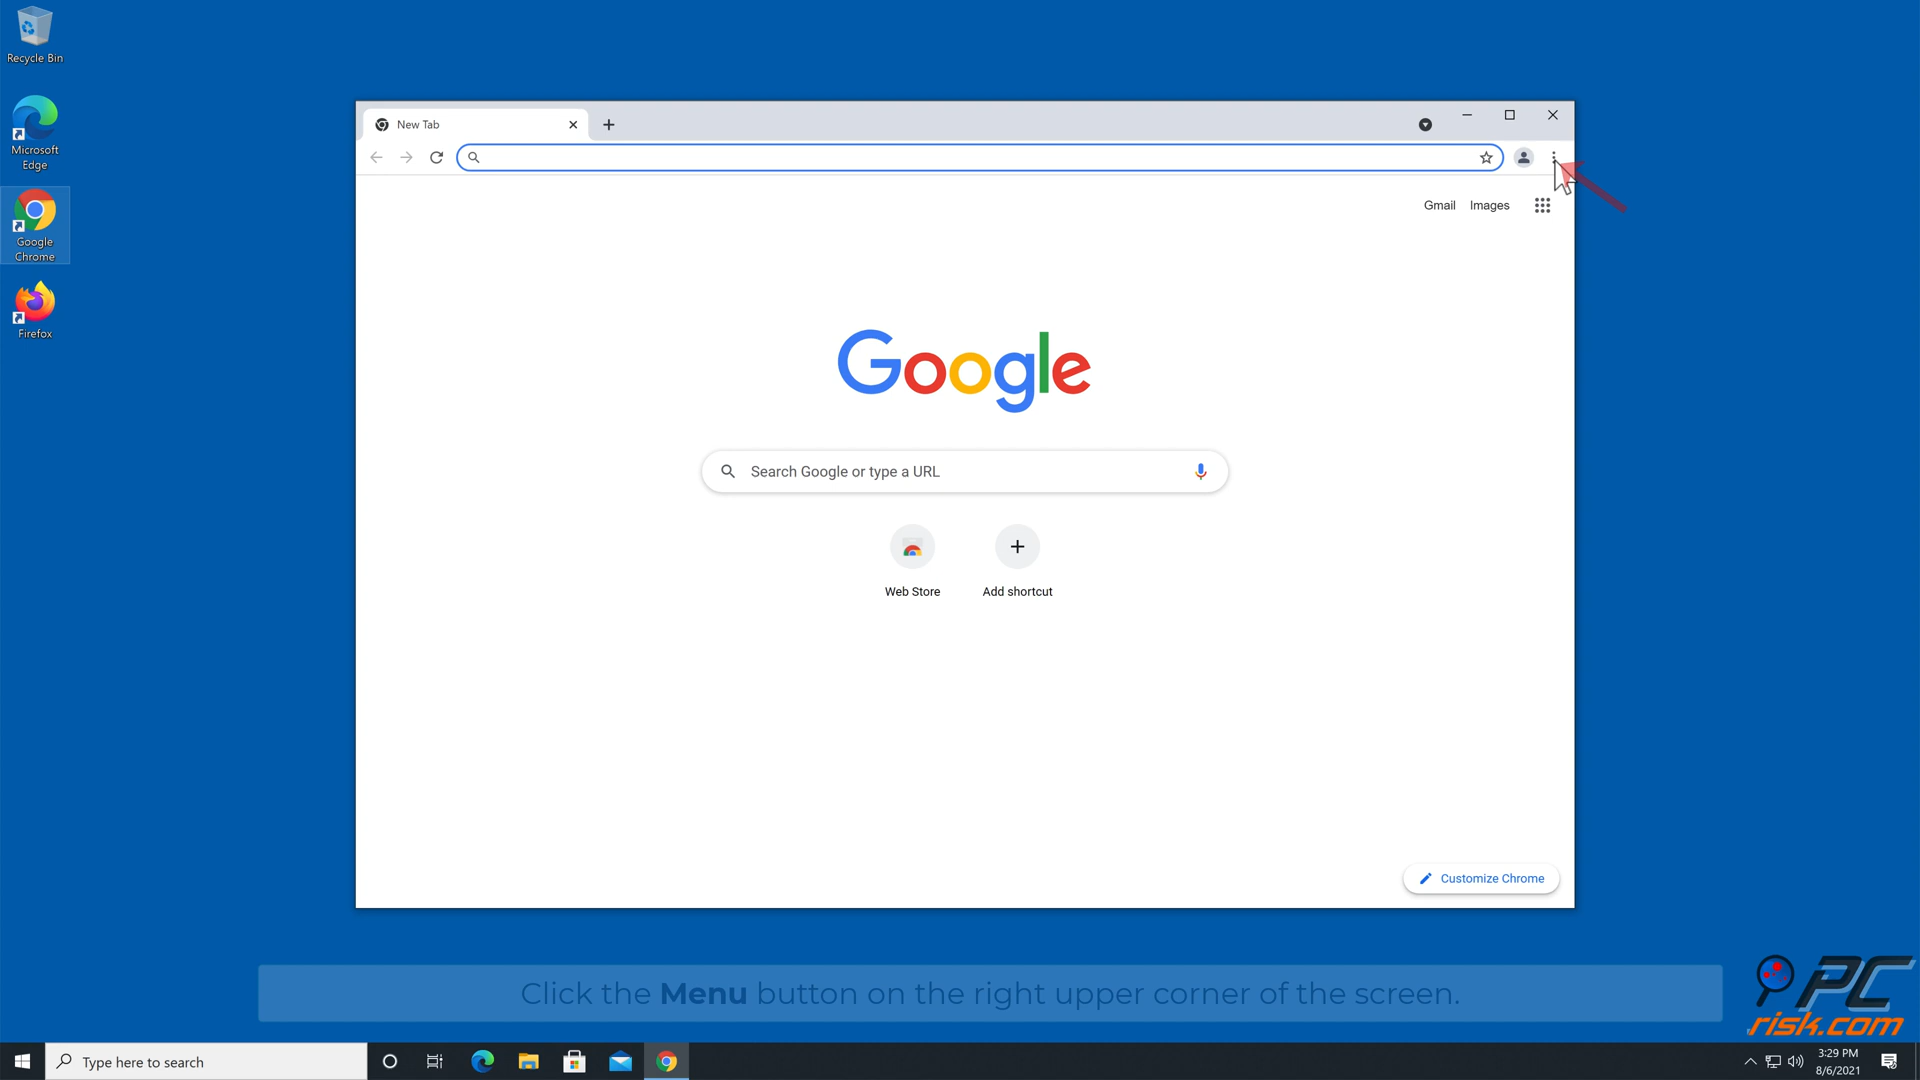 Recycle Bin
Microsoft
Edge
Google
Chrome
Firefox
New Tab
Gmail Images
Google
Search Google or type a URL
Web Store Add shortcut
Customize Chrome
Click the Menu button on the right upper corner of the screen.
PC
risk.com
Type here to search
3:29 PM
8/6/2021